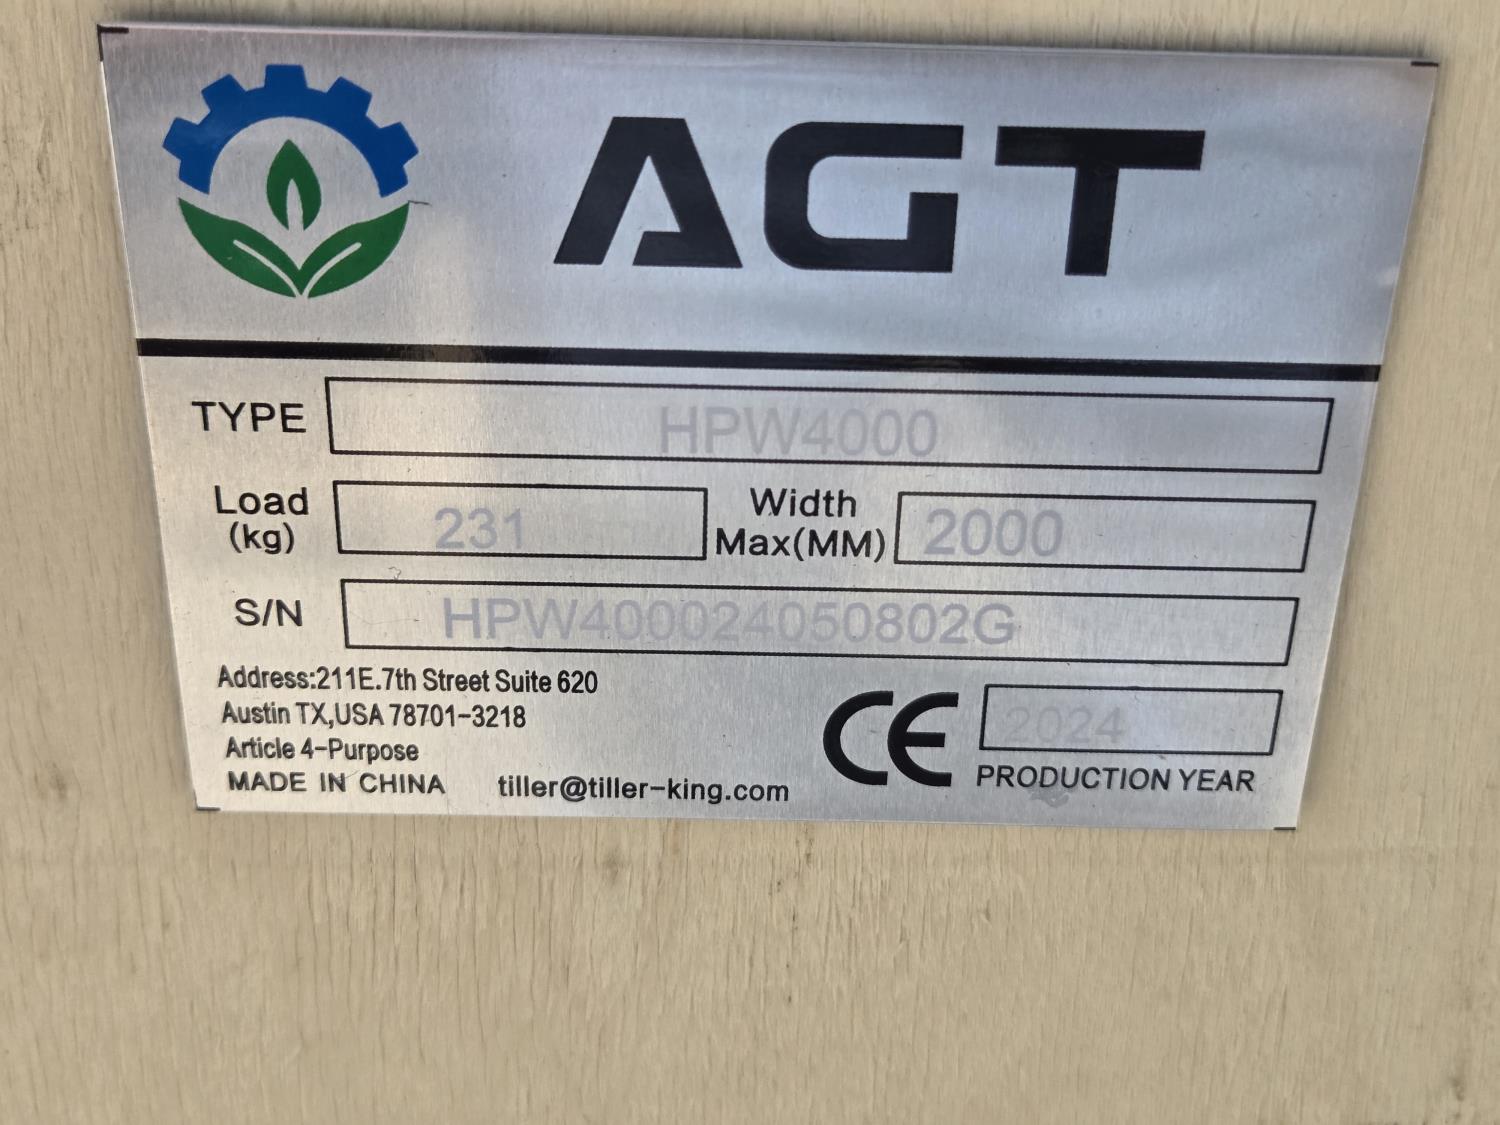 AGT
TYPE HPW4000
Load (kg) 231 Width Max(MM) 2000
S/N HPW400024050802G
Address:211E.7th Street Suite 620
Austin TX,USA 78701-3218
Article 4-Purpose
MADE IN CHINA tiller@tiller-king.com
CE 2024
PRODUCTION YEAR